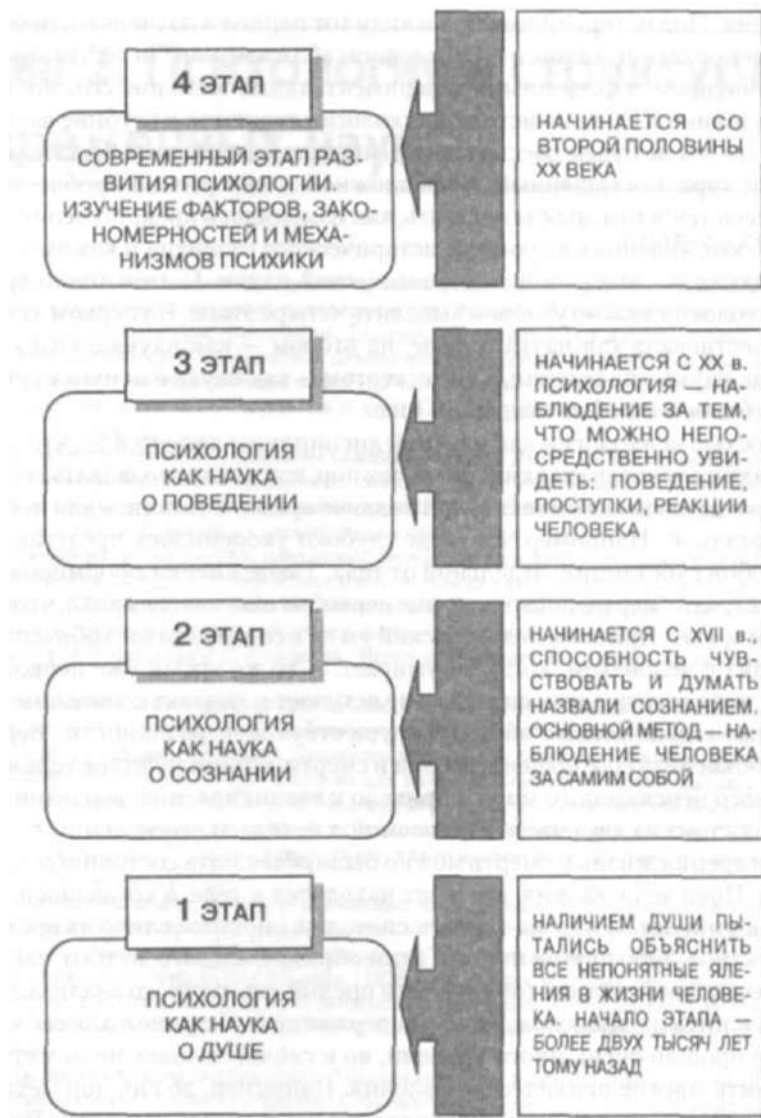 4 ЭТАП
СОВРЕМЕННЫЙ ЭТАП РАЗ-
ВИТИЯ ПСИХОЛОГИИ.
ИЗУЧЕНИЕ ФАКТОРОВ, ЗАКО-
НОМЕРНОСТЕЙ И МЕХА-
НИЗМОВ ПСИХИКИ
НАЧИНАЕТСЯ СО
ВТОРОЙ ПОЛОВИНЫ
XX ВЕКА
3 ЭТАП
ПСИХОЛОГИЯ
КАК НАУКА
О ПОВЕДЕНИИ
НАЧИНАЕТСЯ С XX в.
ПСИХОЛОГИЯ — НА-
БЛЮДЕНИЕ ЗА ТЕМ,
ЧТО МОЖНО НЕПО-
СРЕДСТВЕННО УВИ-
ДЕТЬ: ПОВЕДЕНИЕ,
ПОСТУПКИ, РЕАКЦИИ
ЧЕЛОВЕКА
2 ЭТАП
ПСИХОЛОГИЯ
КАК НАУКА
О СОЗНАНИИ
НАЧИНАЕТСЯ С XVII в.,
СПОСОБНОСТЬ ЧУВ-
СТВОВАТЬ И ДУМАТЬ
НАЗВАЛИ СОЗНАНИЕМ.
ОСНОВНОЙ МЕТОД – НА-
БЛЮДЕНИЕ ЧЕЛОВЕКА
ЗА САМИМ СОБОЙ
1 ЭТАП
ПСИХОЛОГИЯ
КАК НАУКА
О ДУШЕ
НАЛИЧИЕМ ДУШИ ПЫ-
ТАЛИСЬ ОБЪЯСНИТЬ
ВСЕ НЕПОНЯТНЫЕ ЯЛЕ-
НИЯ В ЖИЗНИ ЧЕЛОВЕ-
КА. НАЧАЛО ЭТАПА —
БОЛЕЕ ДВУХ ТЫСЯЧ ЛЕТ
ТОМУ НАЗАД